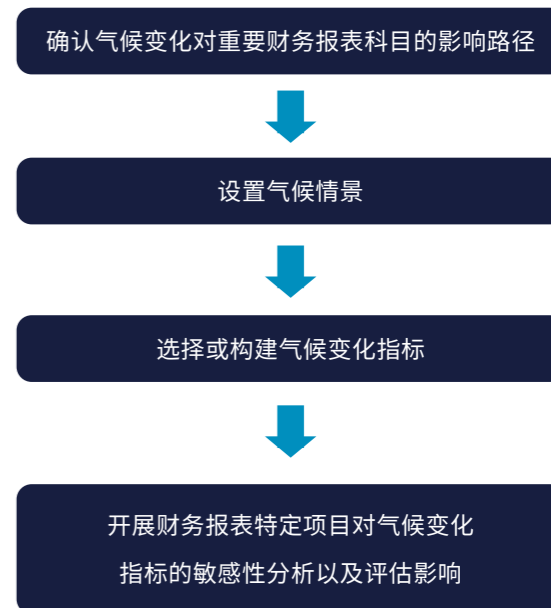 确认气候变化对重要财务报表科目的影响路径
设置气候情景
选择或构建气候变化指标
开展财务报表特定项目对气候变化
指标的敏感性分析以及评估影响